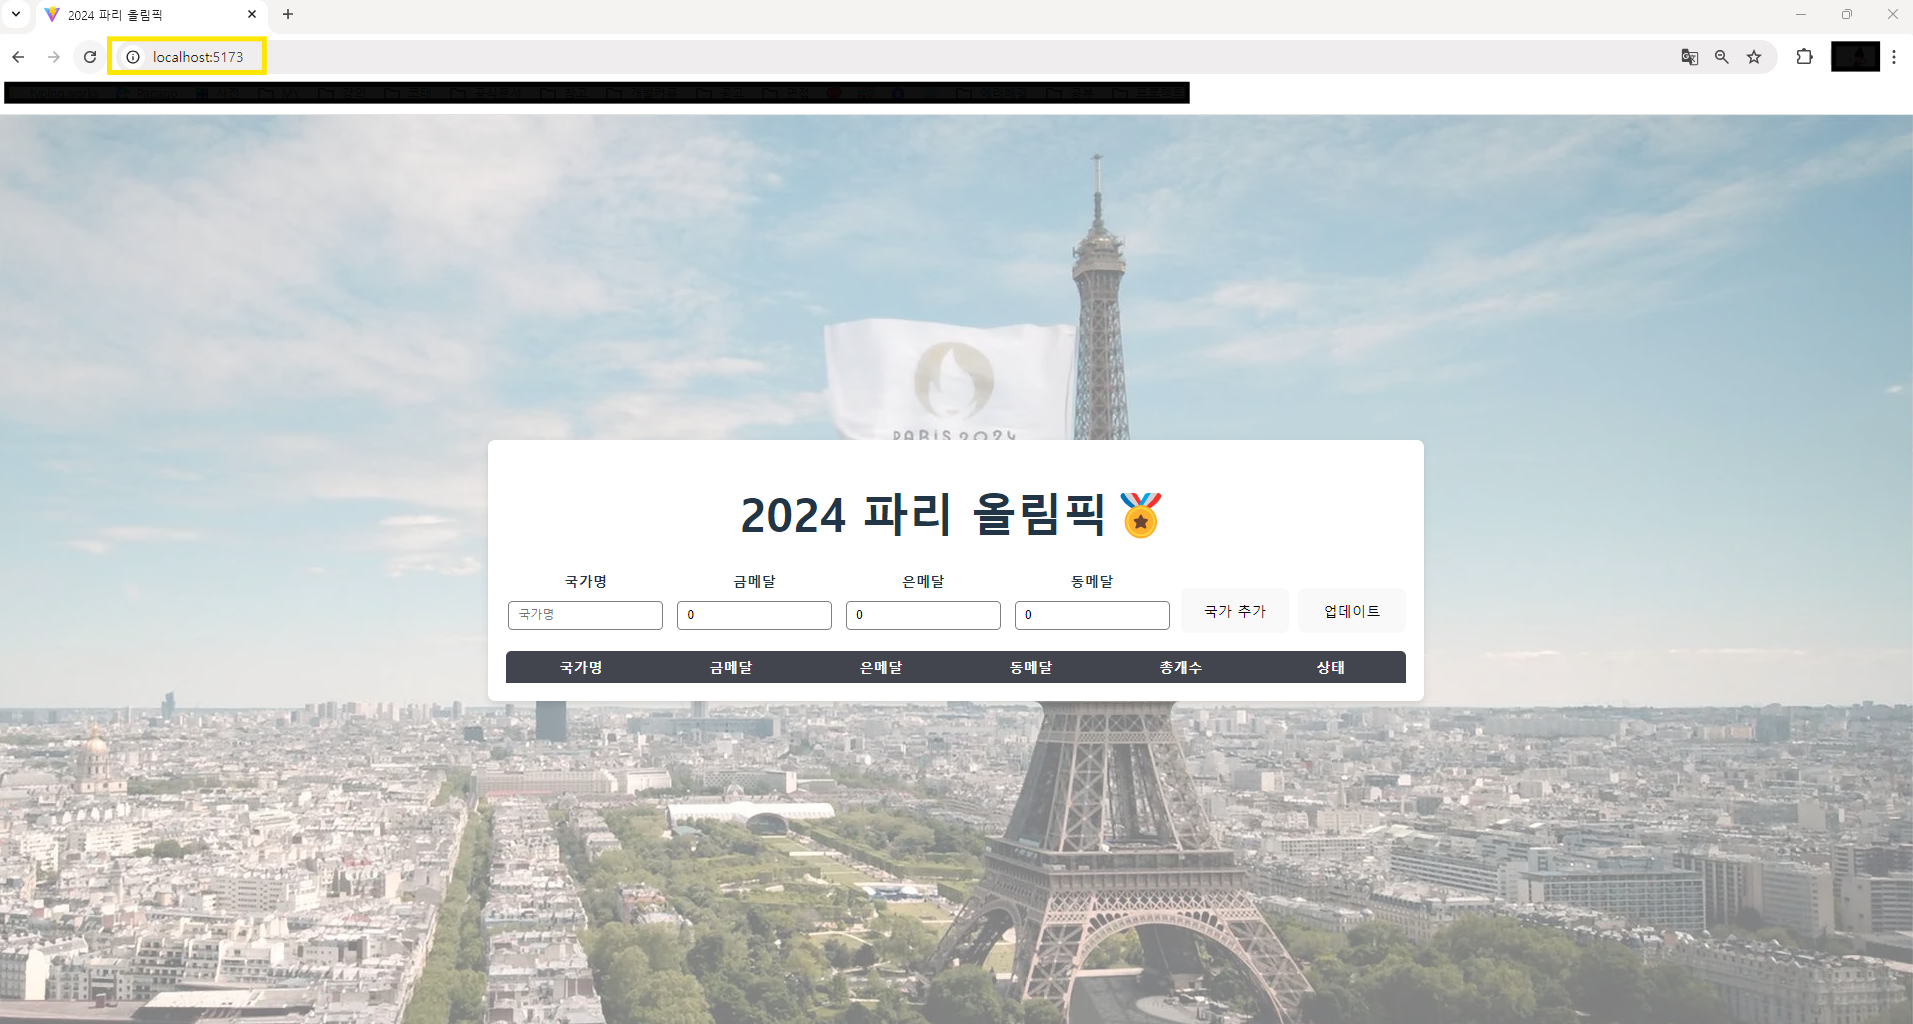 2024 파리 올림픽
localhost:5173
PARIS 2024
2024 파리 올림픽
국가명 금메달 은메달 동메달
국가명 0 0 0 국가 추가 업데이트
국가명 금메달 은메달 동메달 총개수 상태